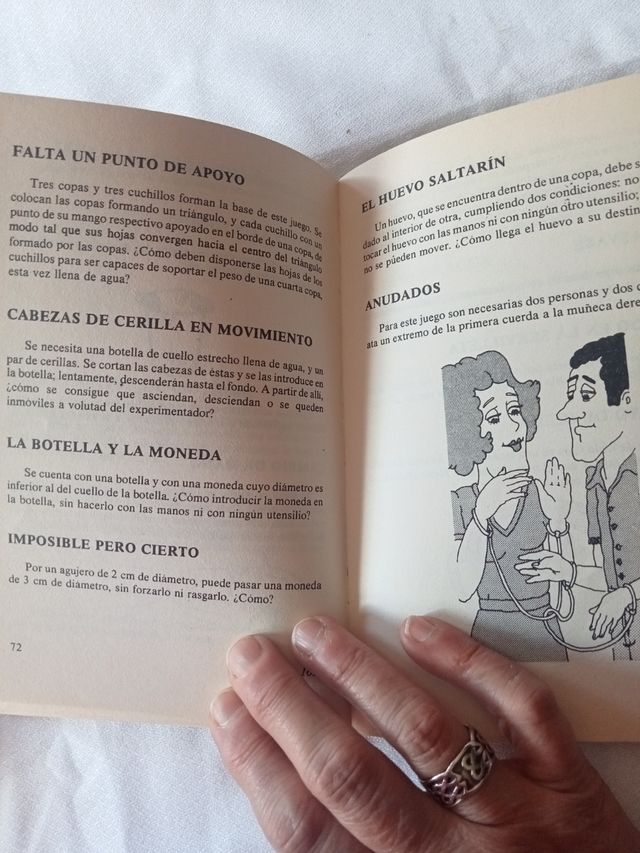 FALTA UN PUNTO DE APOYO
Tres copas y tres cuchillos forman la base de este juego. Se
colocan las copas formando un triángulo, y cada cuchillo con un
punto de su mango respectivo apoyado en el borde de una copa, de
modo tal que sus hojas convergen hacia el centro del triángulo
formado por las copas. ¿Cómo deben disponerse las hojas de los
cuchillos para ser capaces de soportar el peso de una cuarta copa,
esta vez llena de agua?
CABEZAS DE CERILLA EN MOVIMIENTO
Se necesita una botella de cuello estrecho llena de agua, y un
par de cerillas. Se cortan las cabezas de éstas y se las introduce en
la botella; lentamente, descenderán hasta el fondo. A partir de allí,
¿cómo se consigue que asciendan, desciendan o se queden
inmóviles a volutad del experimentador?
LA BOTELLA Y LA MONEDA
Se cuenta con una botella y con una moneda cuyo diámetro es
inferior al del cuello de la botella. ¿Cómo introducir la moneda en
la botella, sin hacerlo con las manos ni con ningún utensilio?
IMPOSIBLE PERO CIERTO
Por un agujero de 2 cm de diámetro, puede pasar una moneda
de 3 cm de diámetro, sin forzarlo ni rasgarlo. ¿Cómo?
72
EL HUEVO SALTARÍN
Un huevo, que se encuentra dentro de una copa, debe s
dado al interior de otra, cumpliendo dos condiciones: no
tocar el huevo con las manos ni con ningún otro utensilio;
no se pueden mover. ¿Cómo llega el huevo a su destin
ANUDADOS
Para este juego son necesarias dos personas y dos c
ata un extremo de la primera cuerda a la muñeca dere